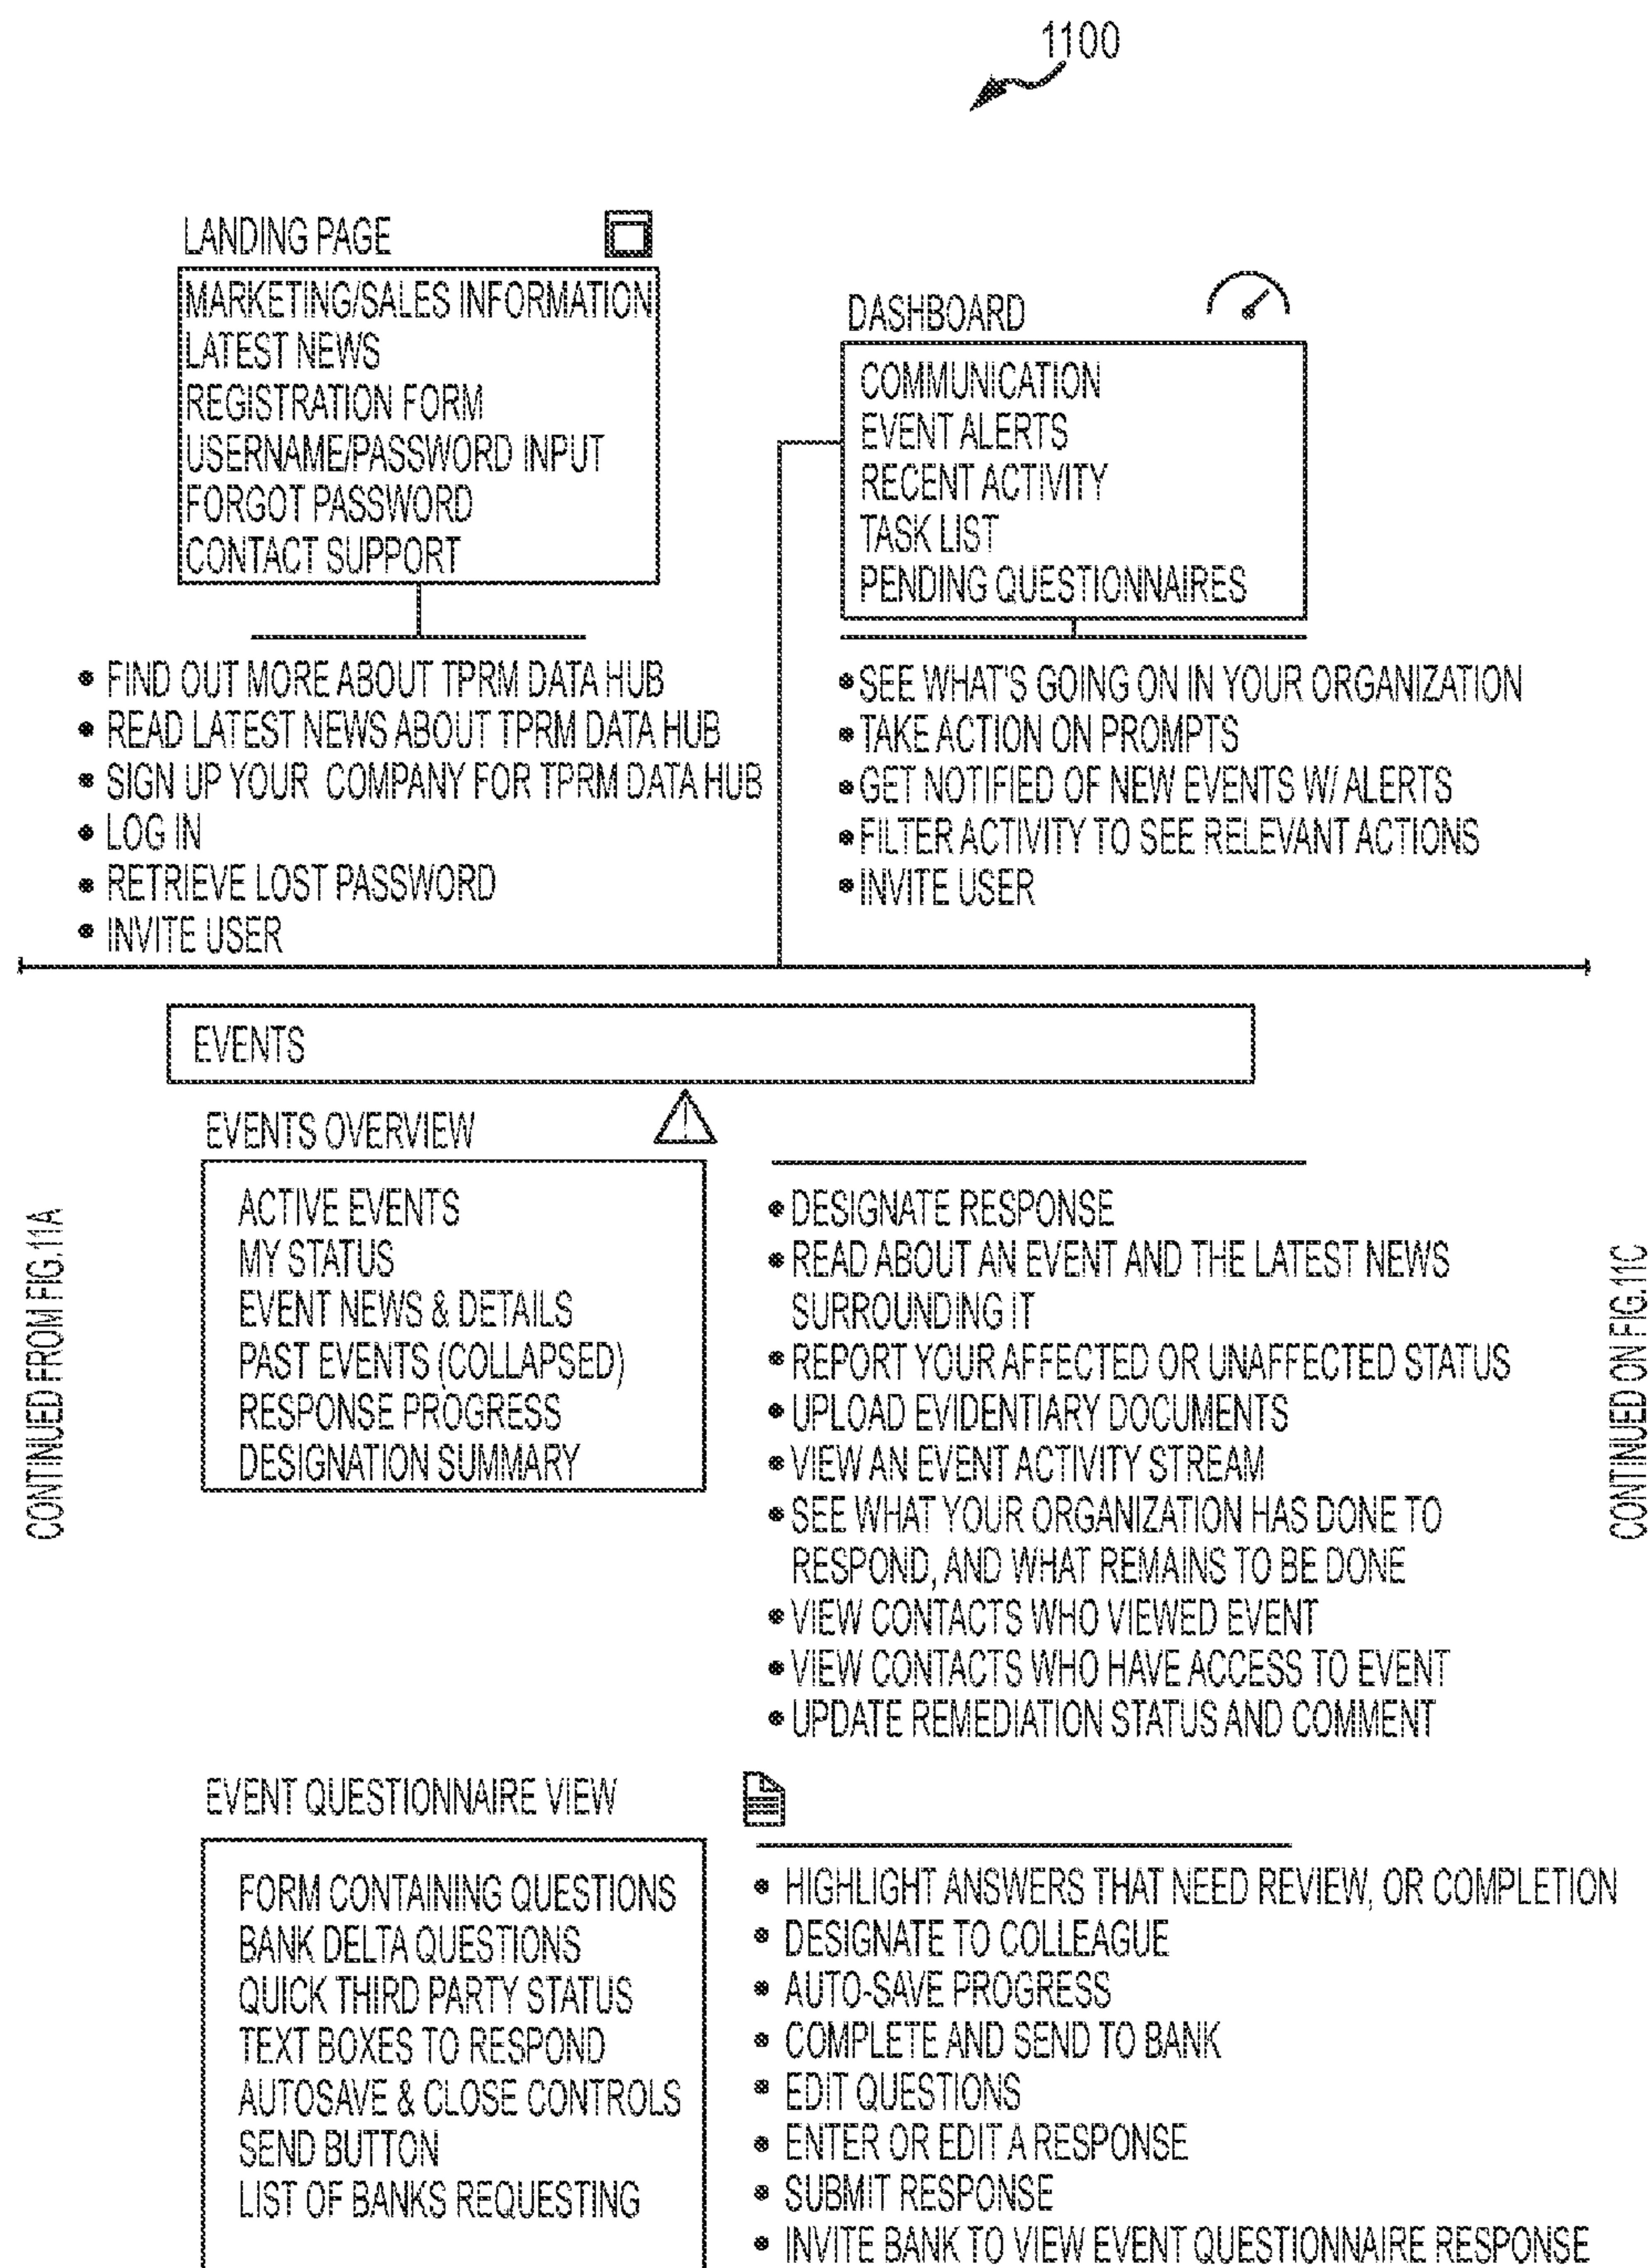 1100
LANDING PAGE
MARKETING/SALES INFORMATION
LATEST NEWS
REGISTRATION FORM
USERNAME/PASSWORD INPUT
FORGOT PASSWORD
CONTACT SUPPORT
• FIND OUT MORE ABOUT TPRM DATA HUB
• READ LATEST NEWS ABOUT TPRM DATA HUB
• SIGN UP YOUR COMPANY FOR TPRM DATA HUB
• LOG IN
• RETRIEVE LOST PASSWORD
• INVITE USER
DASHBOARD
COMMUNICATION
EVENT ALERTS
RECENT ACTIVITY
TASK LIST
PENDING QUESTIONNAIRES
• SEE WHAT'S GOING ON IN YOUR ORGANIZATION
• TAKE ACTION ON PROMPTS
• GET NOTIFIED OF NEW EVENTS W/ ALERTS
• FILTER ACTIVITY TO SEE RELEVANT ACTIONS
• INVITE USER
EVENTS
CONTINUED FROM FIG.11A
EVENTS OVERVIEW
ACTIVE EVENTS
MY STATUS
EVENT NEWS & DETAILS
PAST EVENTS (COLLAPSED)
RESPONSE PROGRESS
DESIGNATION SUMMARY
• DESIGNATE RESPONSE
• READ ABOUT AN EVENT AND THE LATEST NEWS
SURROUNDING IT
• REPORT YOUR AFFECTED OR UNAFFECTED STATUS
• UPLOAD EVIDENTIARY DOCUMENTS
• VIEW AN EVENT ACTIVITY STREAM
• SEE WHAT YOUR ORGANIZATION HAS DONE TO
RESPOND, AND WHAT REMAINS TO BE DONE
• VIEW CONTACTS WHO VIEWED EVENT
• VIEW CONTACTS WHO HAVE ACCESS TO EVENT
• UPDATE REMEDIATION STATUS AND COMMENT
CONTINUED ON FIG.11C
EVENT QUESTIONNAIRE VIEW
FORM CONTAINING QUESTIONS
BANK DELTA QUESTIONS
QUICK THIRD PARTY STATUS
TEXT BOXES TO RESPOND
AUTOSAVE & CLOSE CONTROLS
SEND BUTTON
LIST OF BANKS REQUESTING
• HIGHLIGHT ANSWERS THAT NEED REVIEW, OR COMPLETION
• DESIGNATE TO COLLEAGUE
• AUTO-SAVE PROGRESS
• COMPLETE AND SEND TO BANK
• EDIT QUESTIONS
• ENTER OR EDIT A RESPONSE
• SUBMIT RESPONSE
• INVITE BANK TO VIEW EVENT QUESTIONNAIRE RESPONSE